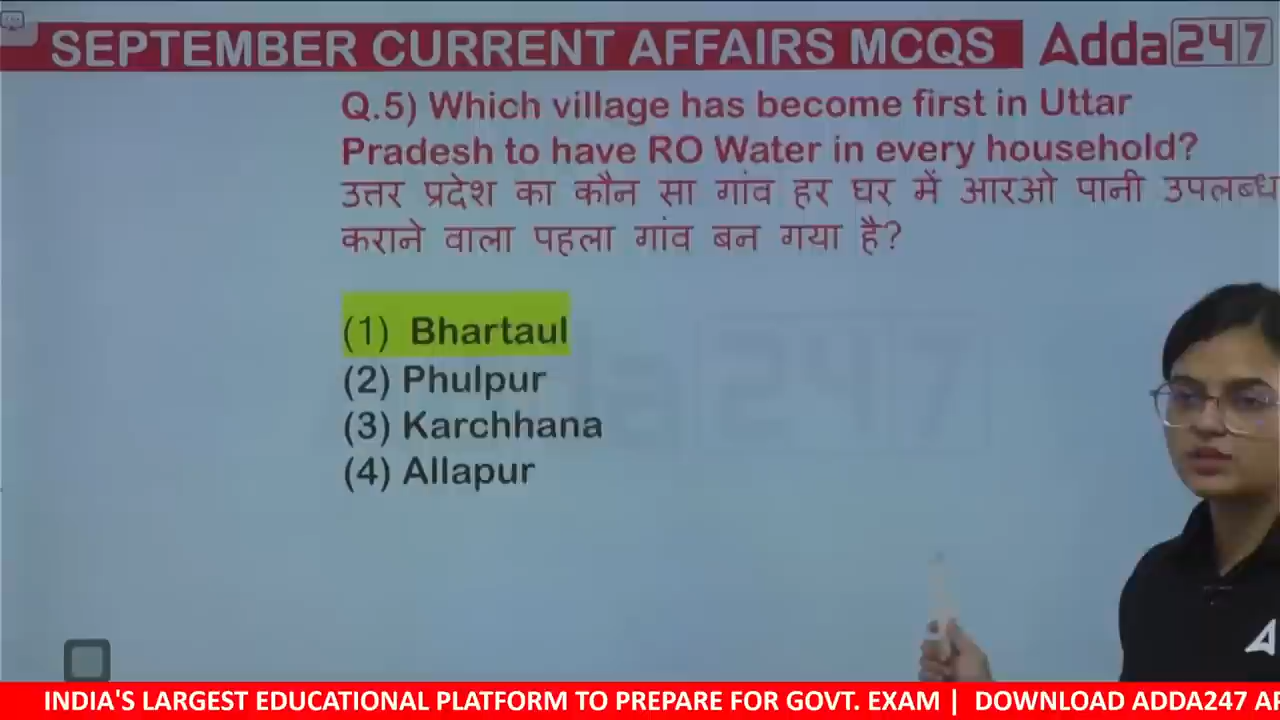 SEPTEMBER CURRENT AFFAIRS MCQS
Adda247
Q.5) Which village has become first in Uttar
Pradesh to have RO Water in every household?
उत्तर प्रदेश का कौन सा गांव हर घर में आरओ पानी उपलब्ध
कराने वाला पहला गांव बन गया है?
(1) Bhartaul
(2) Phulpur
(3) Karchhana
(4) Allapur
INDIA'S LARGEST EDUCATIONAL PLATFORM TO PREPARE FOR GOVT. EXAM | DOWNLOAD ADDA247